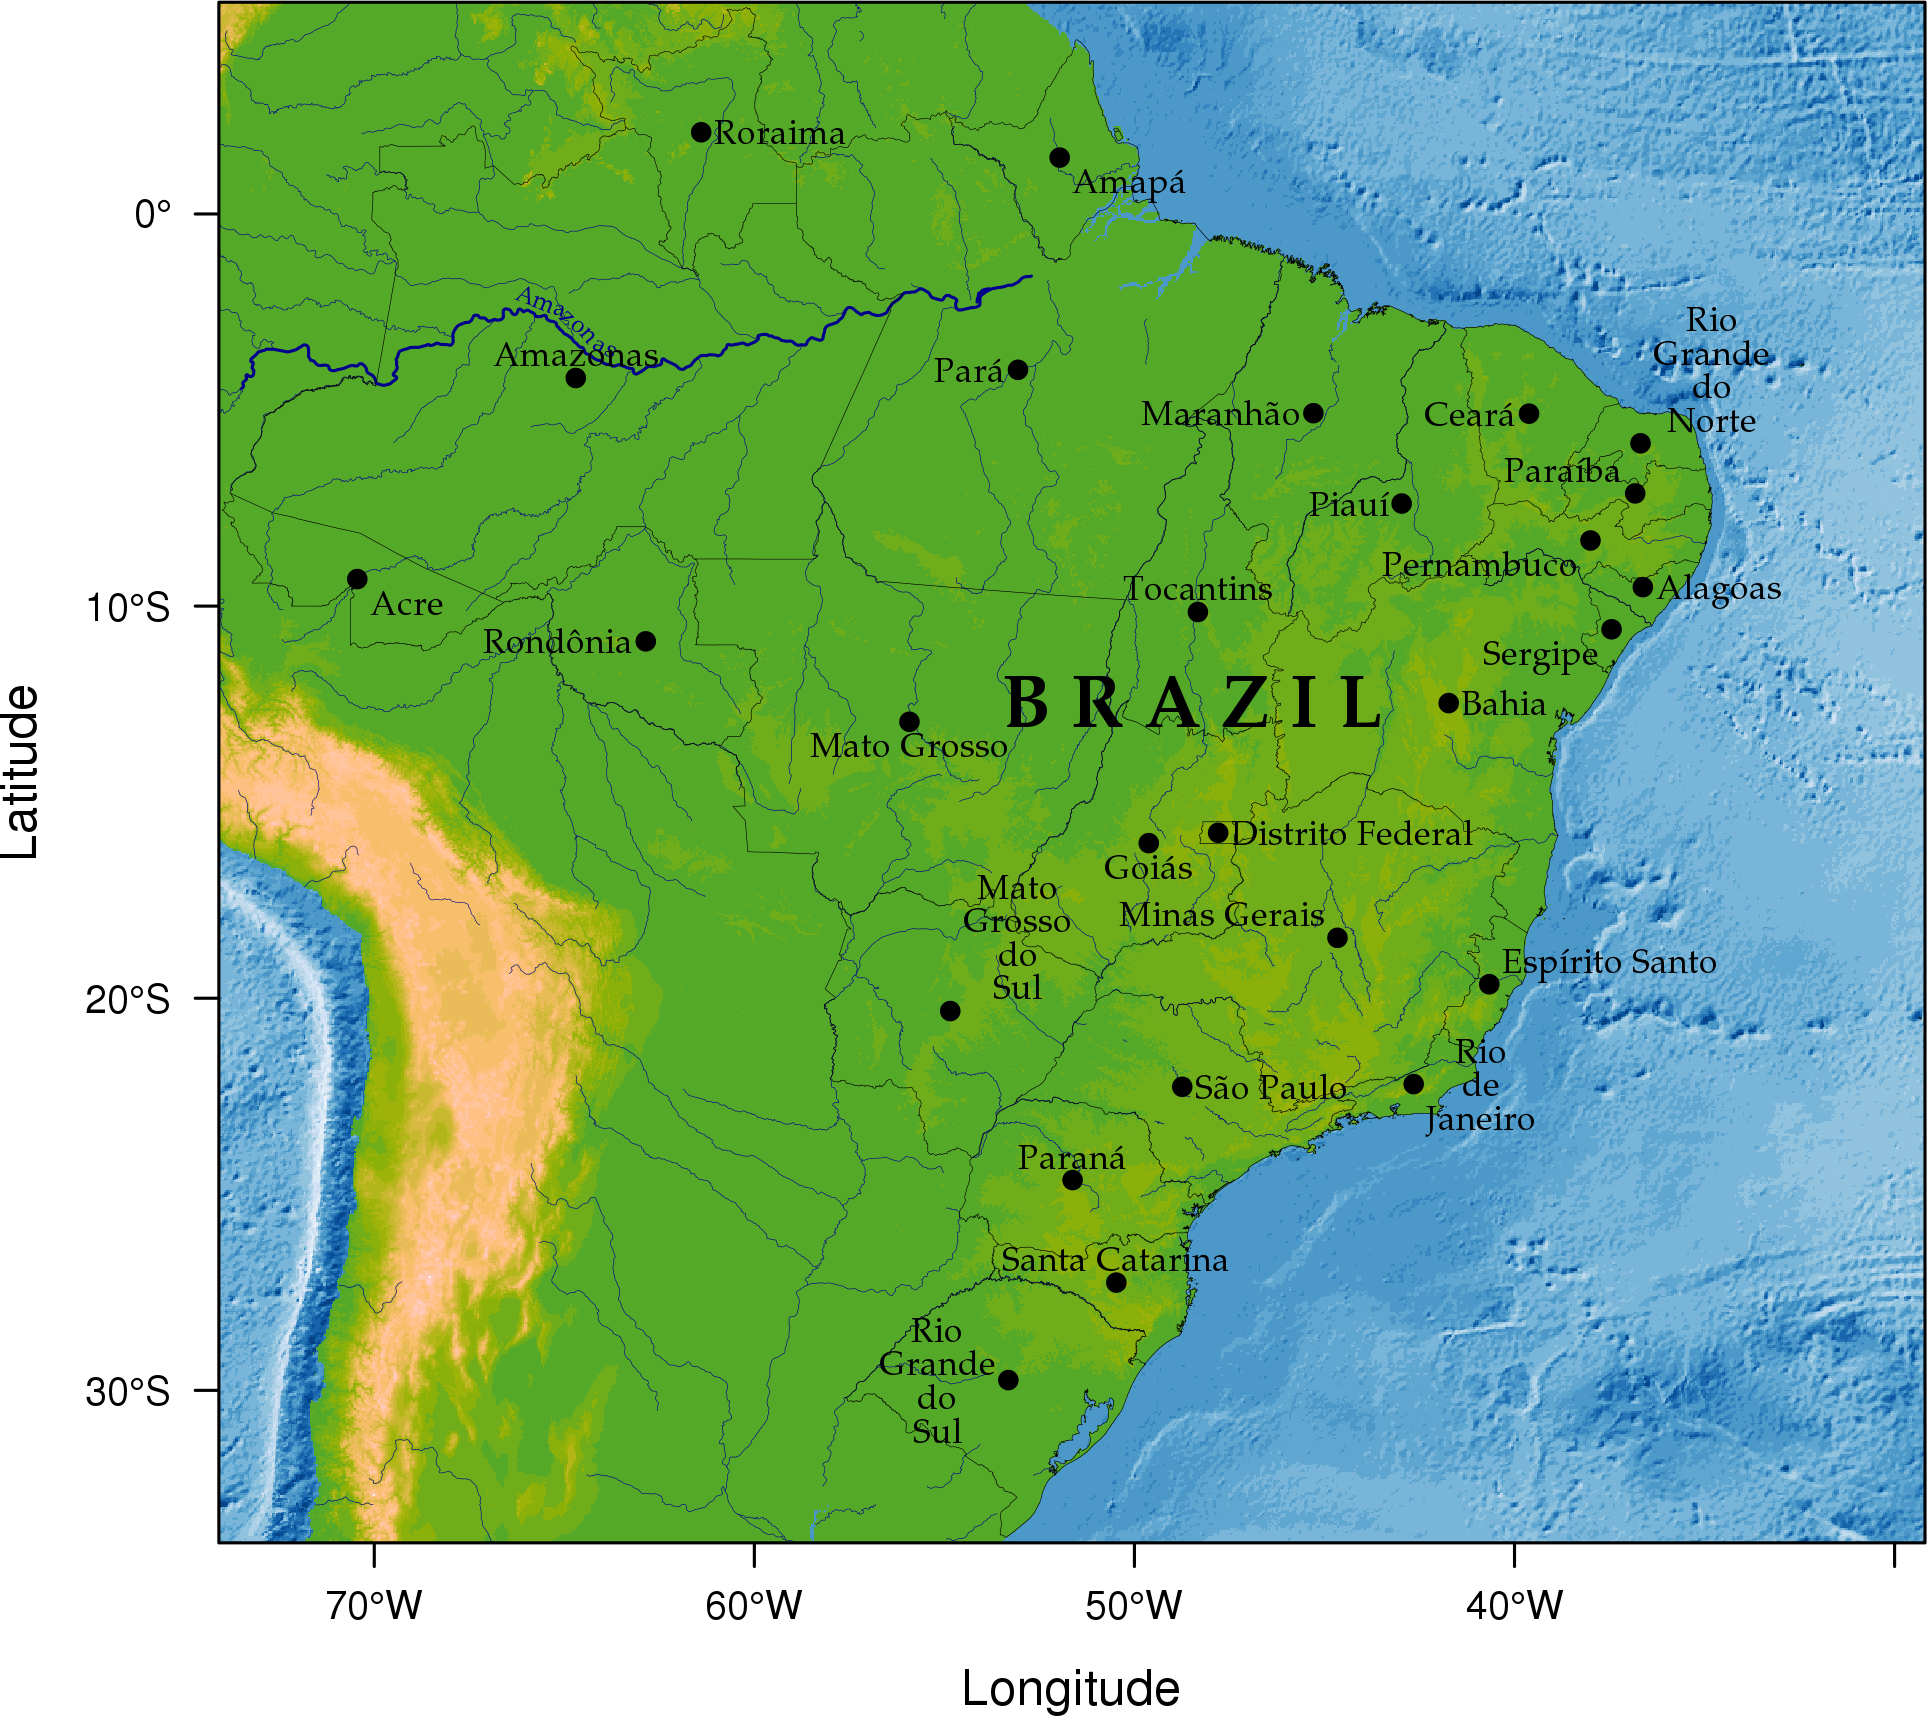 Roraima
Amapá
0°
Rio
Grande
do
Norte
Amazonas
Amazonas
Pará
Maranhão
Ceará
Paraíba
Piauí
Pernambuco
Alagoas
Tocantins
10°S
Acre
Rondônia
Sergipe
BRAZIL
Bahia
Mato Grosso
Distrito Federal
Goiás
Mato
Grosso
do
Sul
Minas Gerais
Espírito Santo
20°S
Rio
de
Janeiro
São Paulo
Paraná
Santa Catarina
Rio
Grande
do
Sul
30°S
Latitude
70°W
60°W
50°W
40°W
Longitude